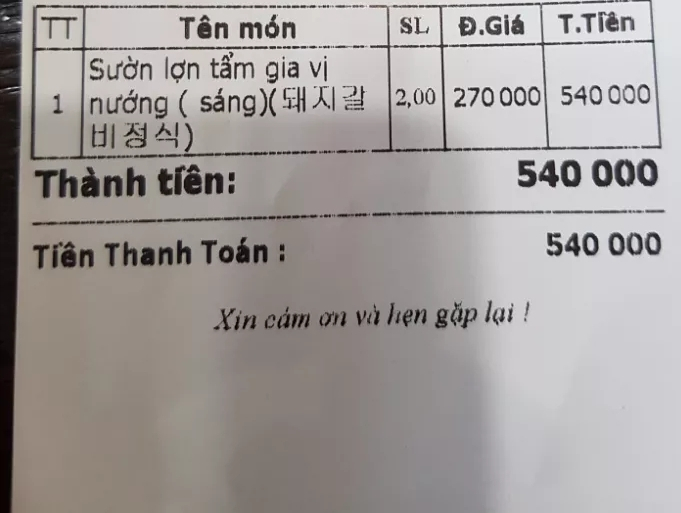 TT Tên món SL Đ.Giá T.Tiền
1 Sườn lợn tẩm gia vị
nướng ( sáng)(돼지갈 2,00 270 000 540 000
비정식)
Thành tiền: 540 000
Tiền Thanh Toán : 540 000
Xin cám ơn và hẹn gặp lại !